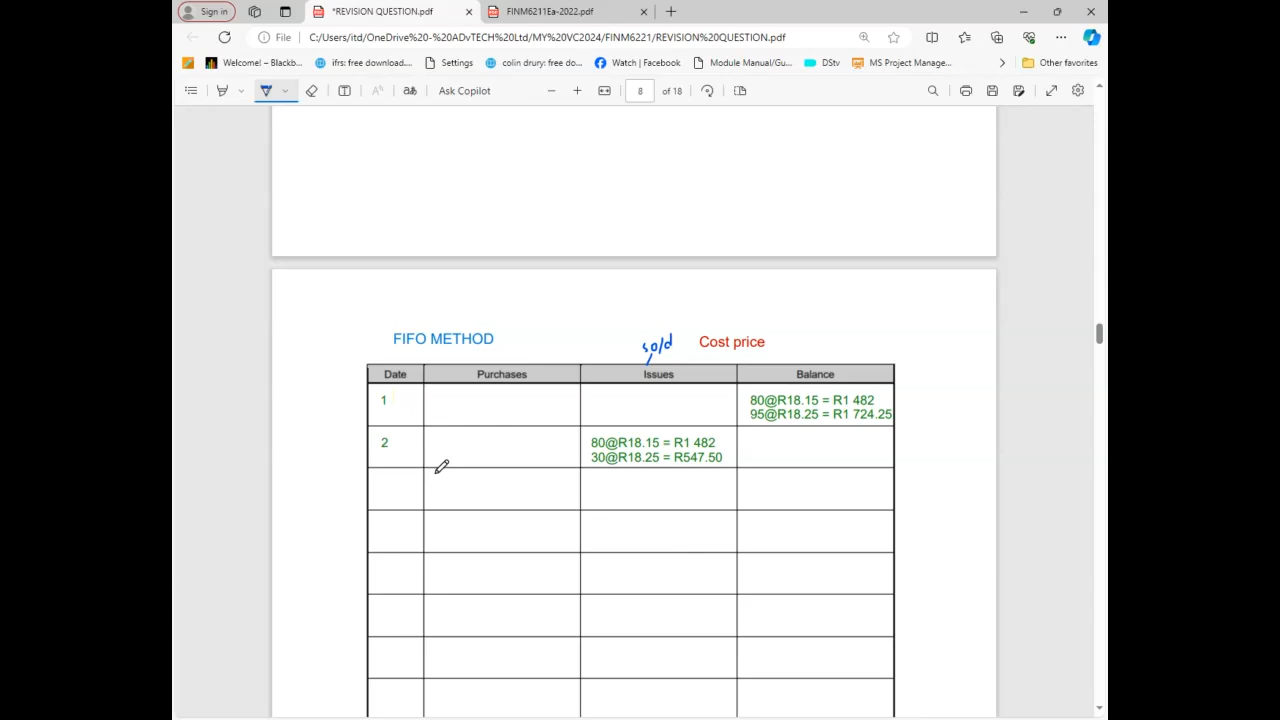 Sign in
*REVISION QUESTION.pdf
FINM6211Ea-2022.pdf
File
C:/Users/itd/OneDrive%20-%20ADvTECH%20Ltd/MY%20VC2024/FINM6221/REVISION%20QUESTION.pdf
Welcome! – Blackb...
ifrs: free download....
Settings
colin drury: free do...
Watch | Facebook
Module Manual/Gu...
DStv
MS Project Manage...
Other favorites
Ask Copilot
8 of 18
FIFO METHOD
sold
Cost price
Date Purchases Issues Balance
1 80@R18.15 = R1 482
95@R18.25 = R1 724.25
2 80@R18.15 = R1 482
30@R18.25 = R547.50